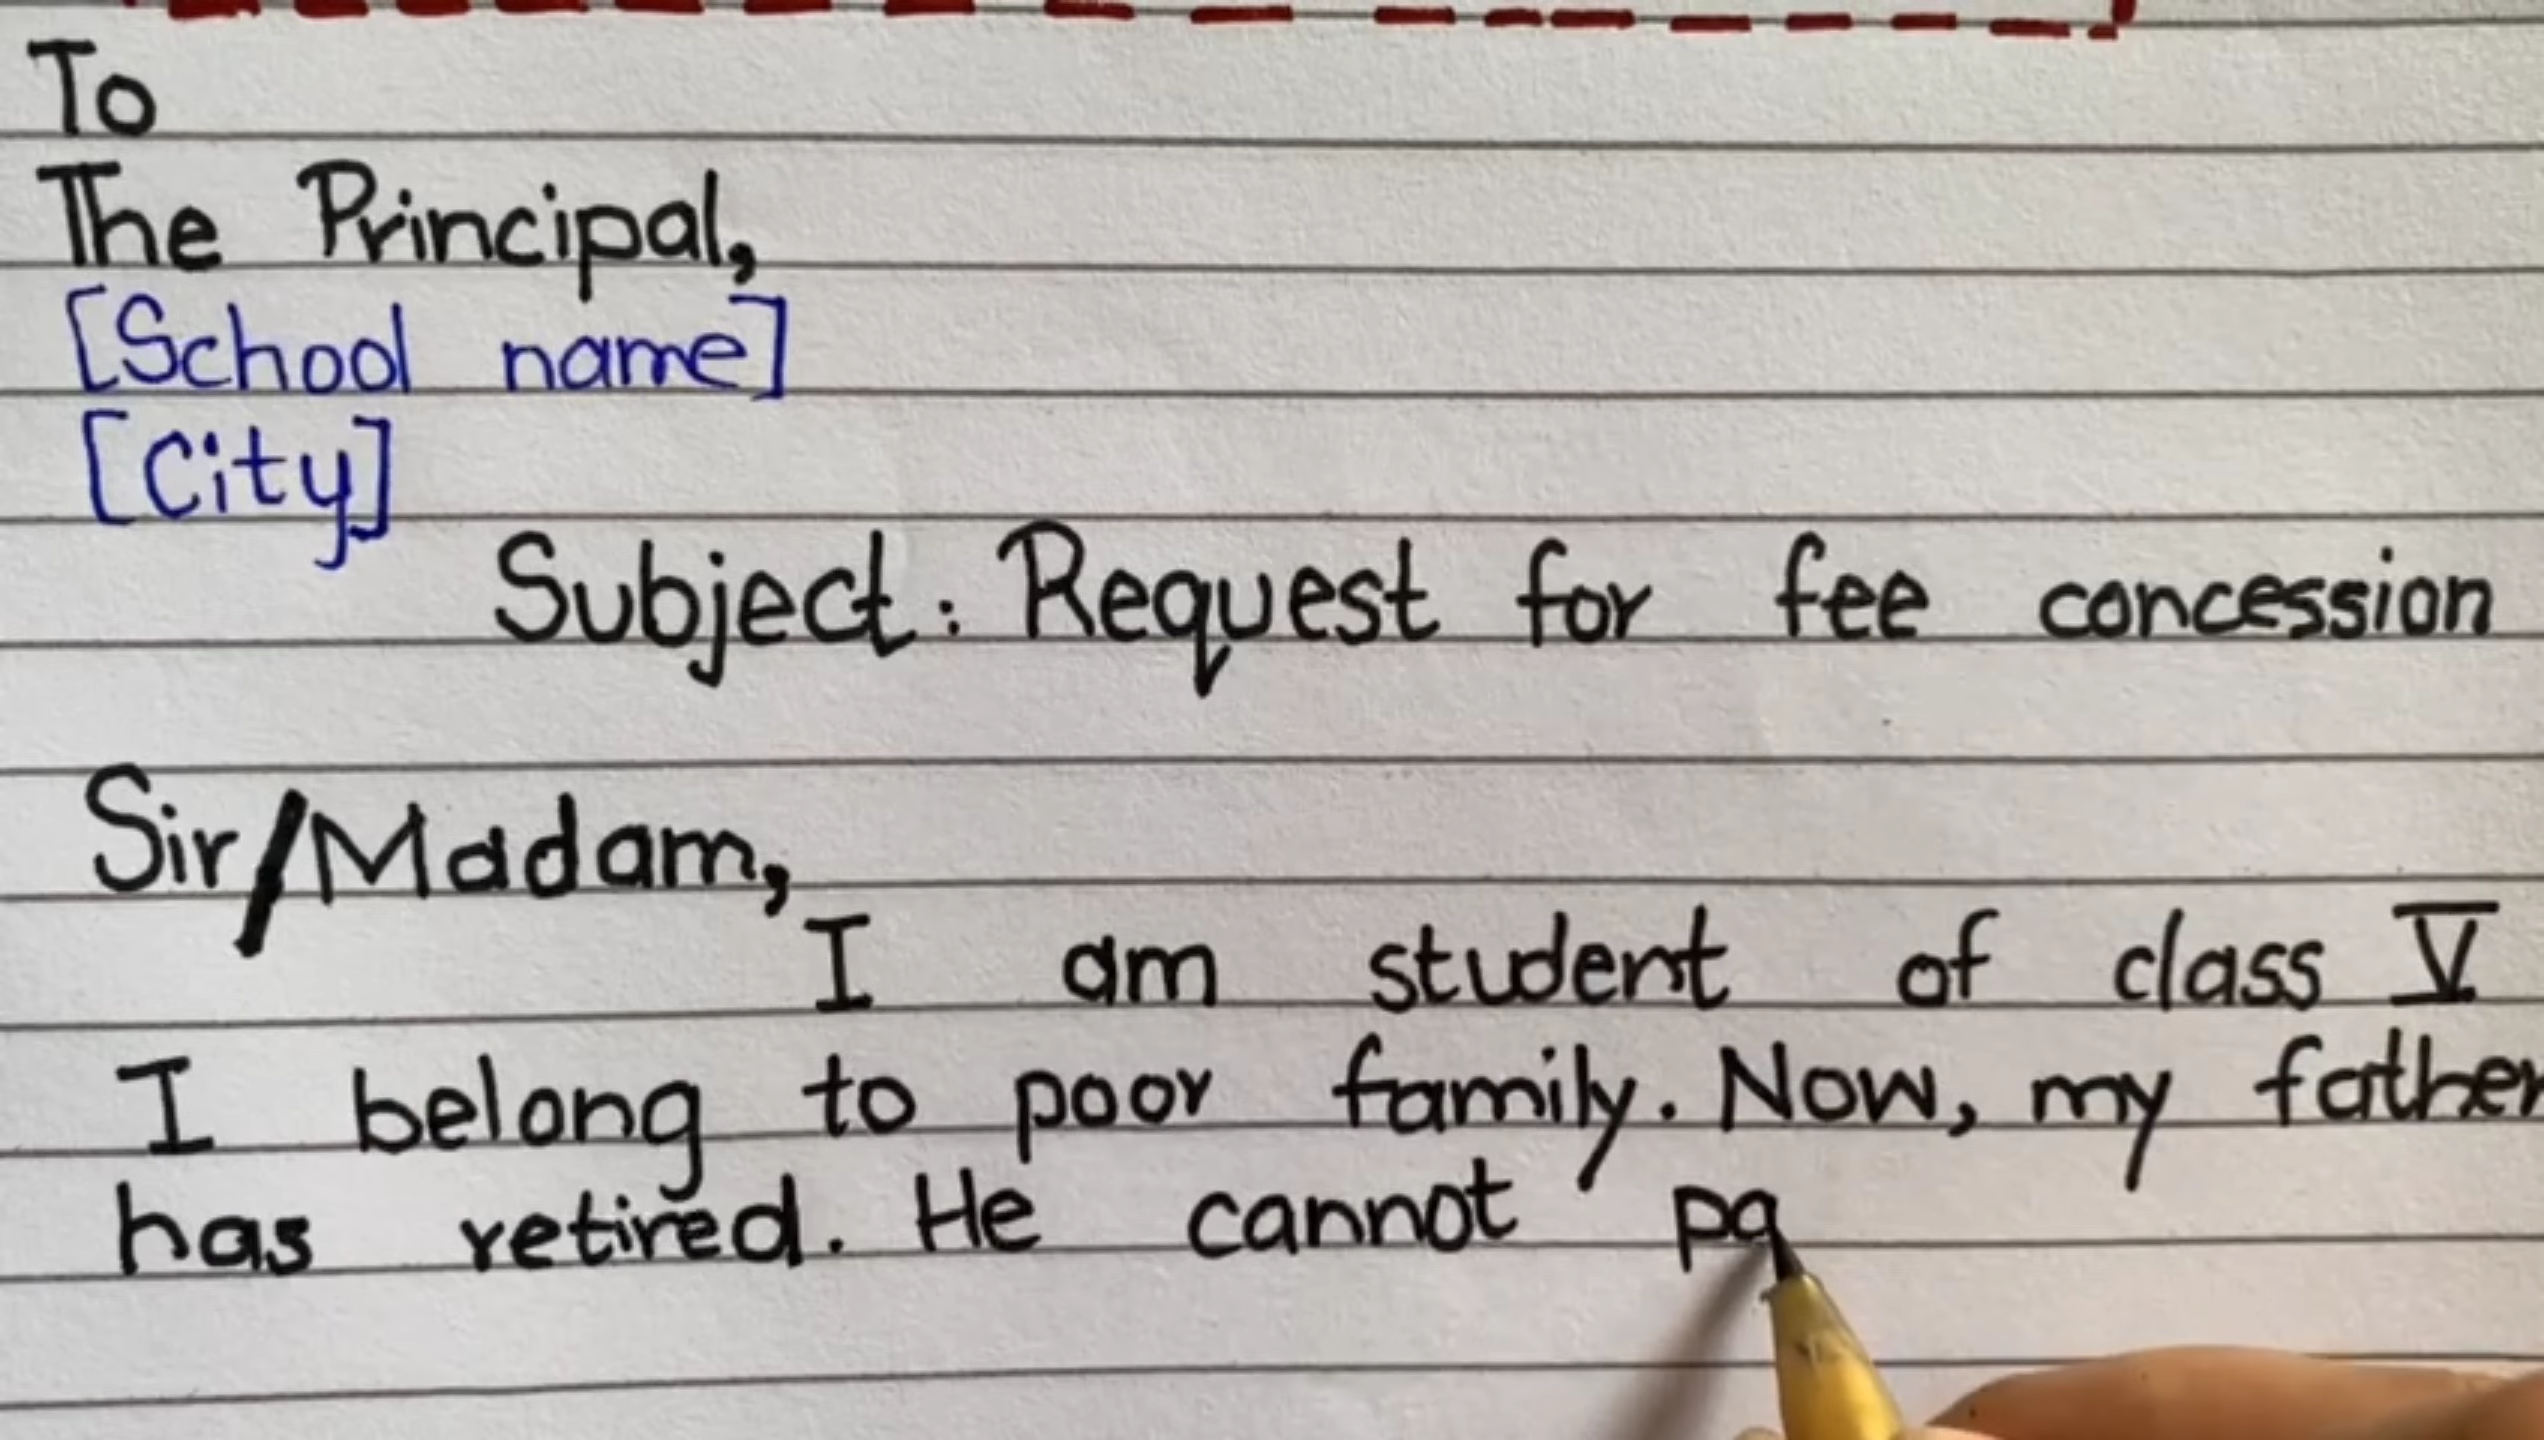 To
The Principal,
[School name]
[City]
Subject: Request for fee concession
Sir/Madam,
I am student of class V
I belong to poor family. Now, my father
has retired. He cannot pa